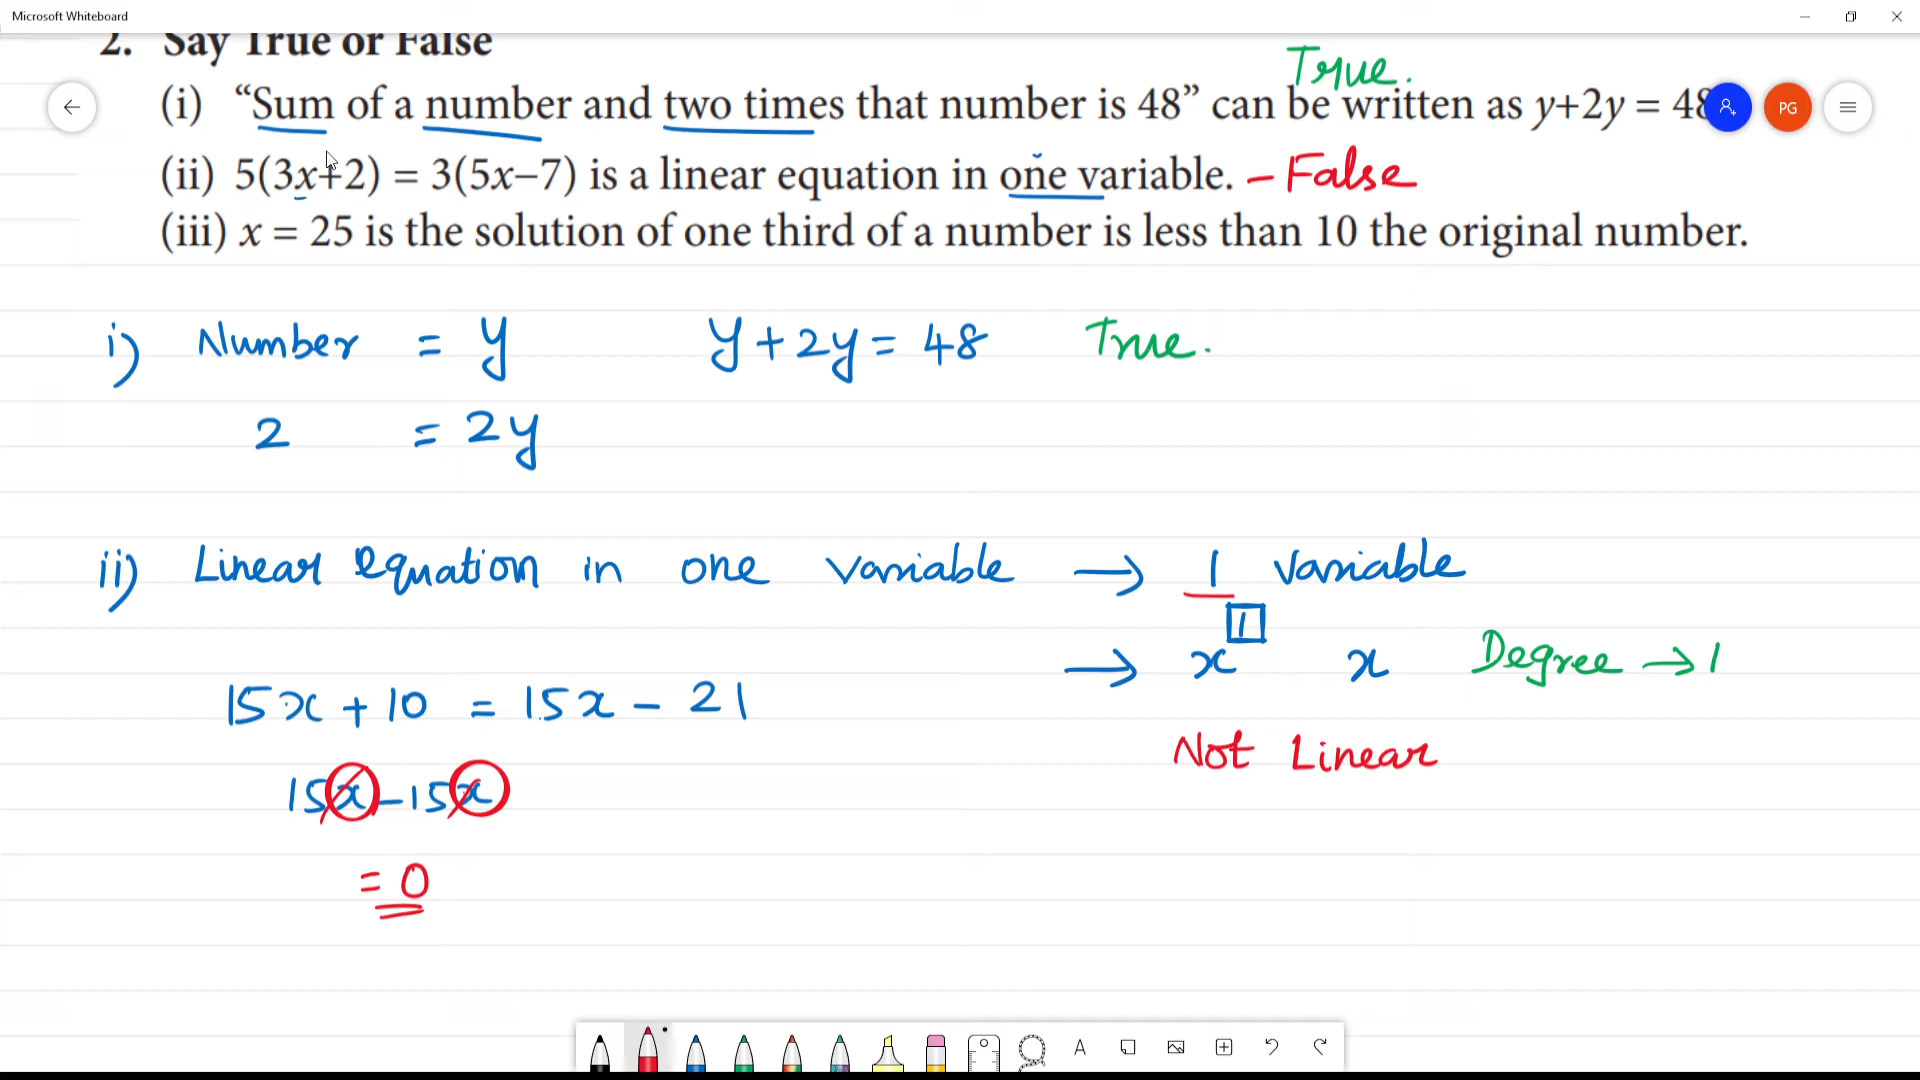 Microsoft Whiteboard
2. Say True or False
True.
(i) “Sum of a number and two times that number is 48” can be written as y+2y = 48
PG
(ii) 5(3x+2) = 3(5x−7) is a linear equation in one variable. – False
(iii) x = 25 is the solution of one third of a number is less than 10 the original number.
i) Number = y y + 2y = 48 True.
2 = 2y
ii) Linear equation in one variable → 1 variable
→ x¹ x Degree → 1
15x + 10 = 15x - 21
Not Linear
15x - 15x
= 0
A